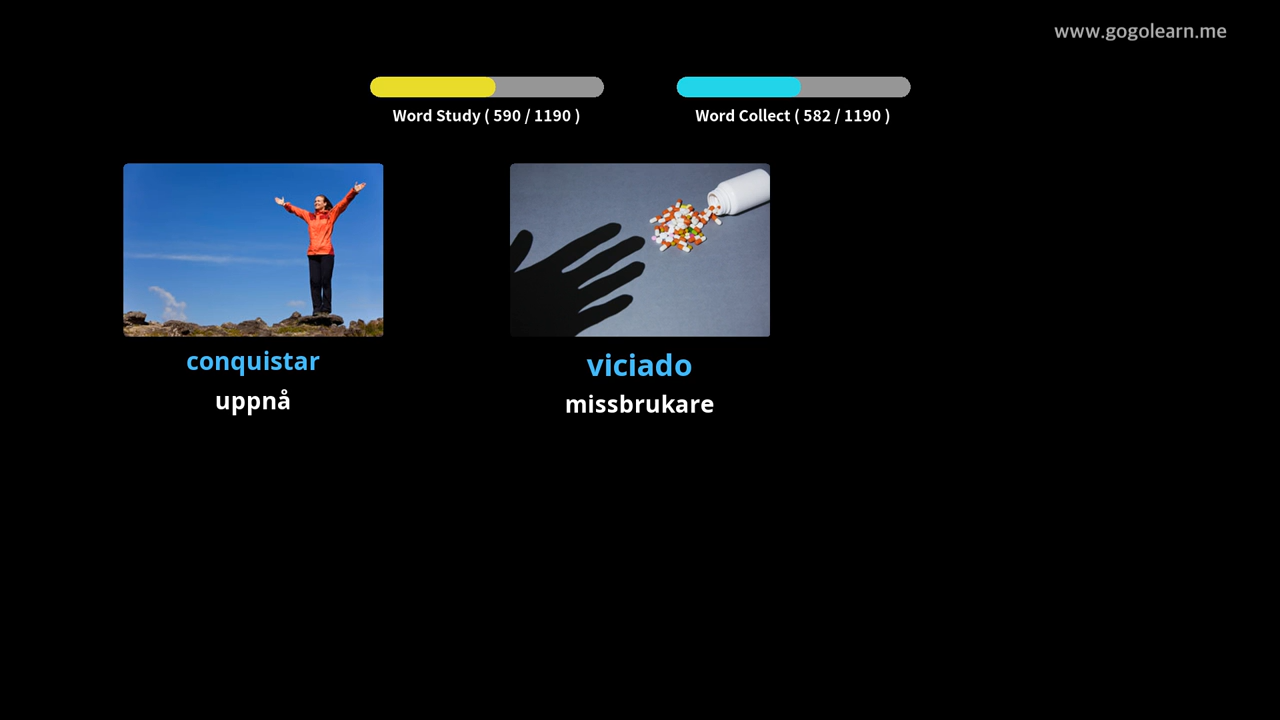 www.gogolearn.me
Word Study ( 590 / 1190 )
Word Collect ( 582 / 1190 )
conquistar
uppnå
viciado
missbrukare